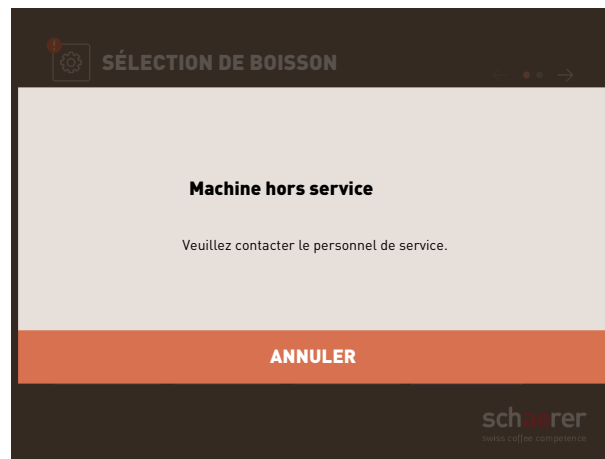 !
SÉLECTION DE BOISSON
Machine hors service
Veuillez contacter le personnel de service.
ANNULER
schaerer
swiss coffee competence